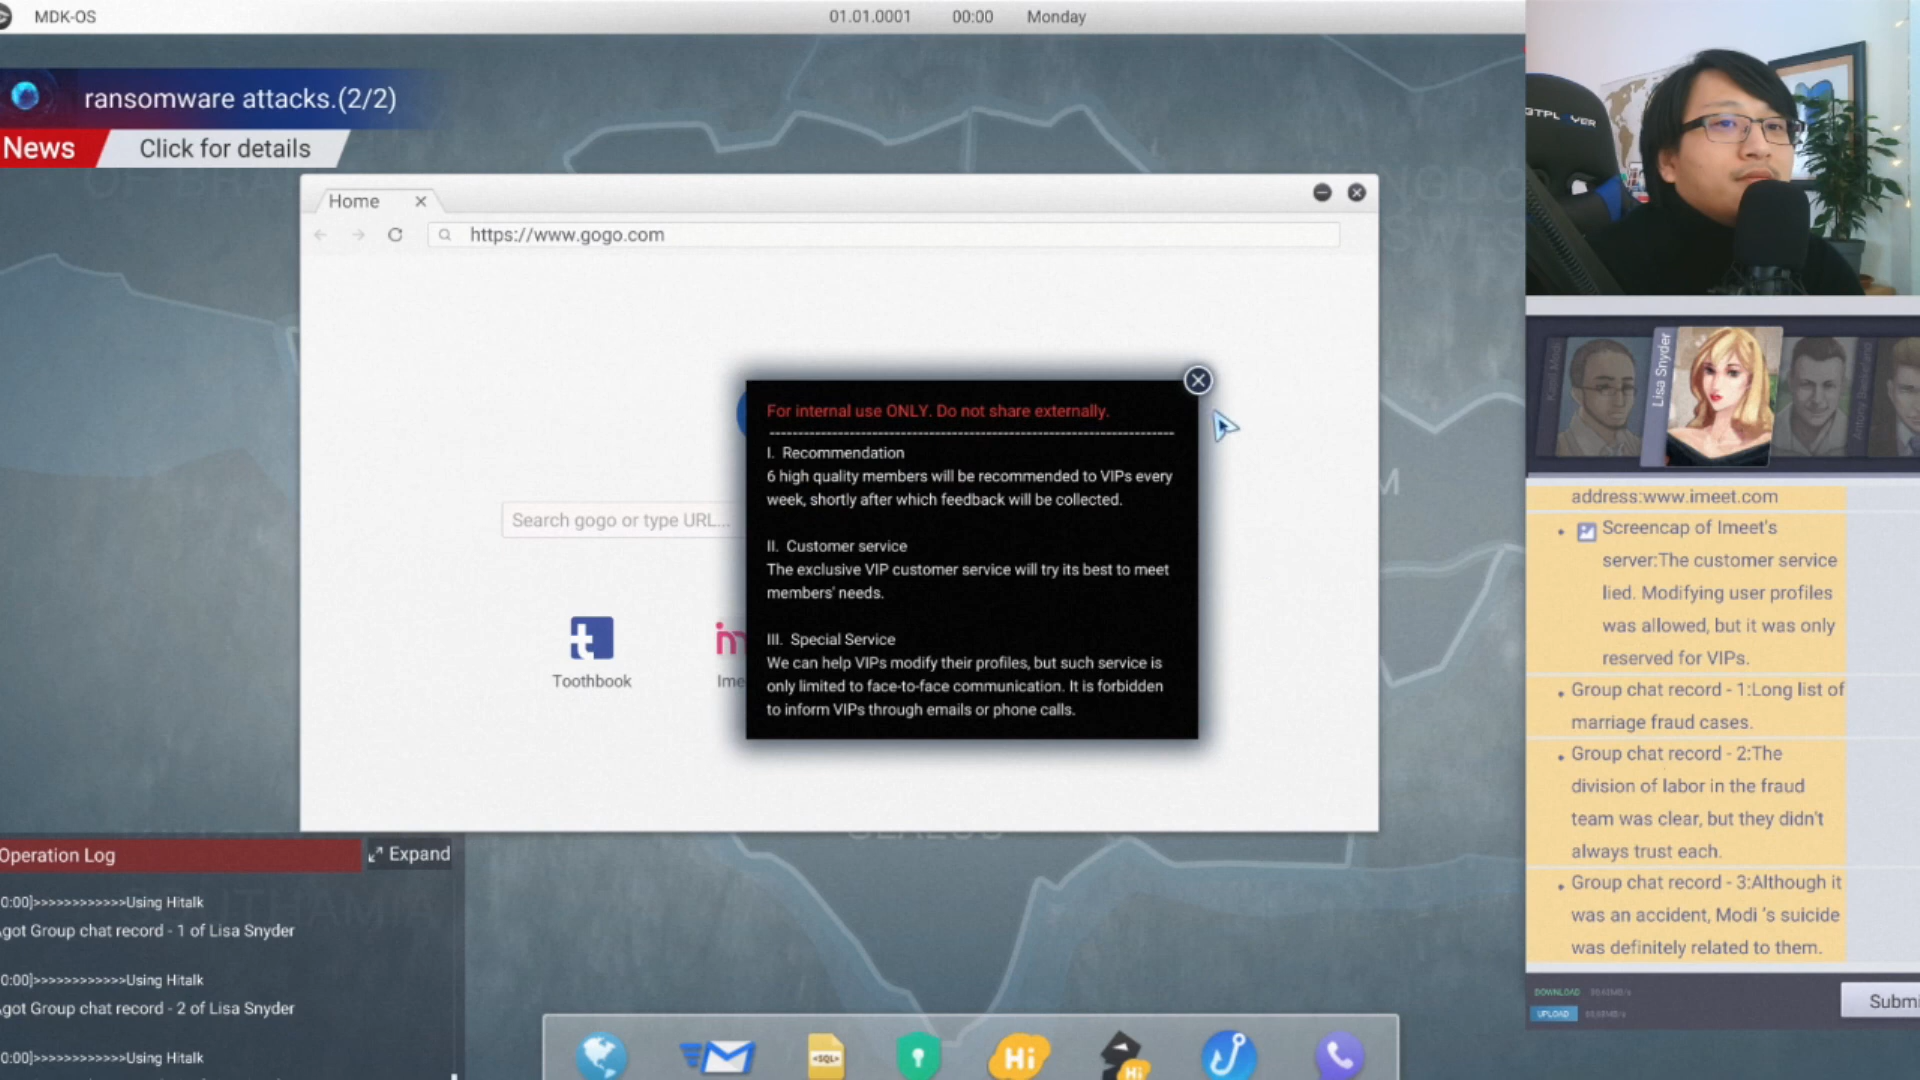 MDK-OS
01.01.0001 00:00 Monday
ransomware attacks.(2/2)
News
Click for details
Home
https://www.gogo.com
Search gogo or type URL...
Toothbook
For internal use ONLY. Do not share externally.
I. Recommendation
6 high quality members will be recommended to VIPs every
week, shortly after which feedback will be collected.
II. Customer service
The exclusive VIP customer service will try its best to meet
members' needs.
III. Special Service
We can help VIPs modify their profiles, but such service is
only limited to face-to-face communication. It is forbidden
to inform VIPs through emails or phone calls.
GTPLAYER
Lisa Snyder
address:www.imeet.com
Screencap of Imeet's
server:The customer service
lied. Modifying user profiles
was allowed, but it was only
reserved for VIPs.
Group chat record - 1:Long list of
marriage fraud cases.
Group chat record - 2:The
division of labor in the fraud
team was clear, but they didn't
always trust each.
Group chat record - 3:Although it
was an accident, Modi 's suicide
was definitely related to them.
DOWNLOAD
UPLOAD
Submi
Operation Log
Expand
0:00]>>>>>>>>>>>>Using Hitalk
got Group chat record - 1 of Lisa Snyder
0:00]>>>>>>>>>>>>Using Hitalk
got Group chat record - 2 of Lisa Snyder
0:00]>>>>>>>>>>>>Using Hitalk
<SQL>
Hi
Hi